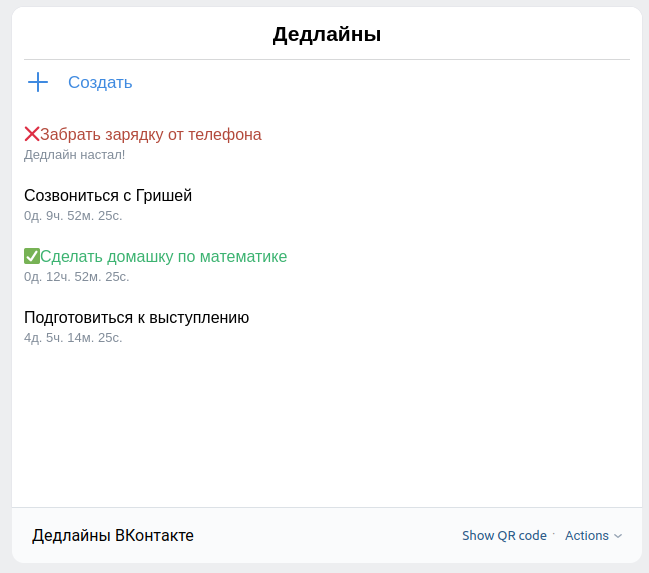 Дедлайны
Создать
❌Забрать зарядку от телефона
Дедлайн настал!
Созвониться с Гришей
0д. 9ч. 52м. 25с.
✅Сделать домашку по математике
0д. 12ч. 52м. 25с.
Подготовиться к выступлению
4д. 5ч. 14м. 25с.
Дедлайны ВКонтакте
Show QR code · Actions